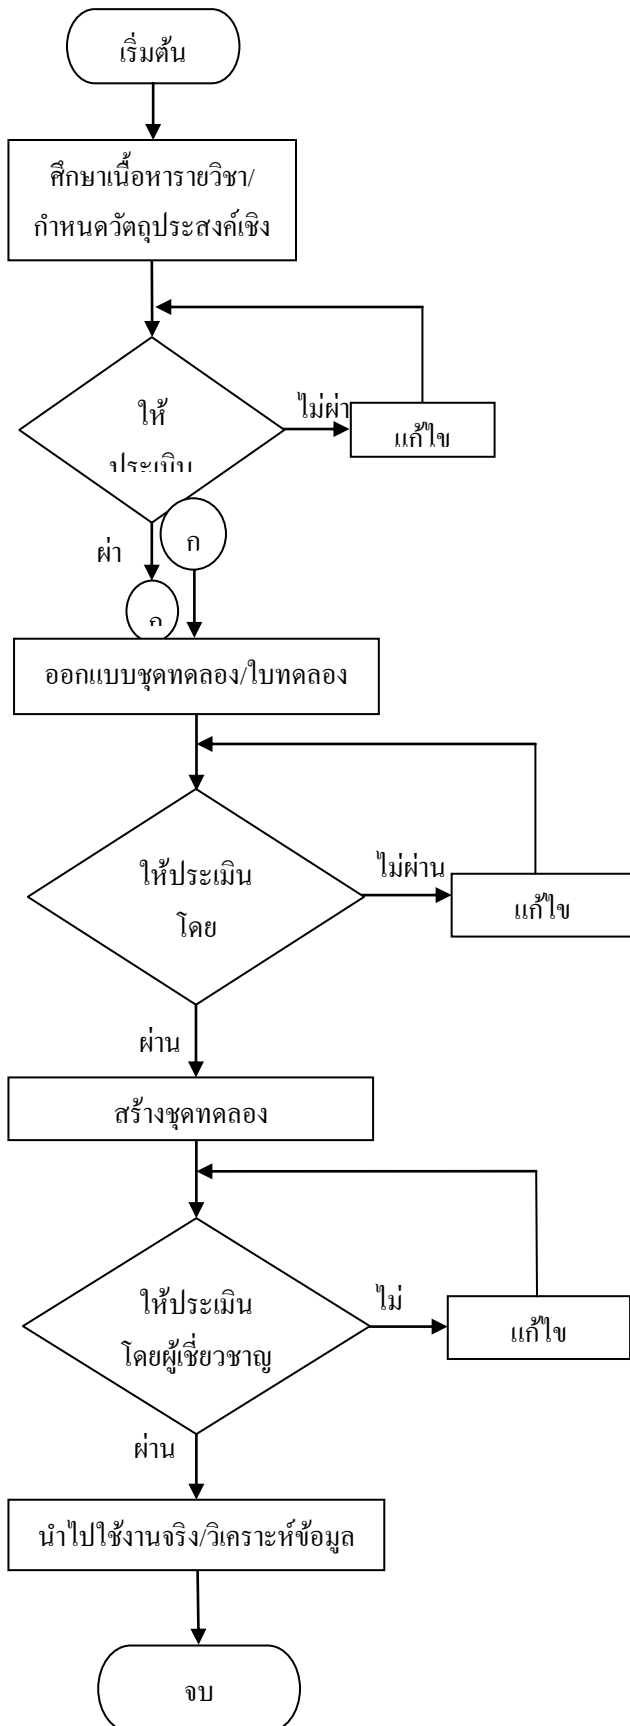 เริ่มต้น
ศึกษาเนื้อหารายวิชา/
กำหนดวัตถุประสงค์เชิง
ให้
ประเมิน
ไม่ผ่า
แก้ไข
ผ่า
ก
ก
ออกแบบชุดทดลอง/ใบทดลอง
ให้ประเมิน
โดย
ไม่ผ่าน
แก้ไข
ผ่าน
สร้างชุดทดลอง
ให้ประเมิน
โดยผู้เชี่ยวชาญ
ไม่
แก้ไข
ผ่าน
นำไปใช้งานจริง/วิเคราะห์ข้อมูล
จบ